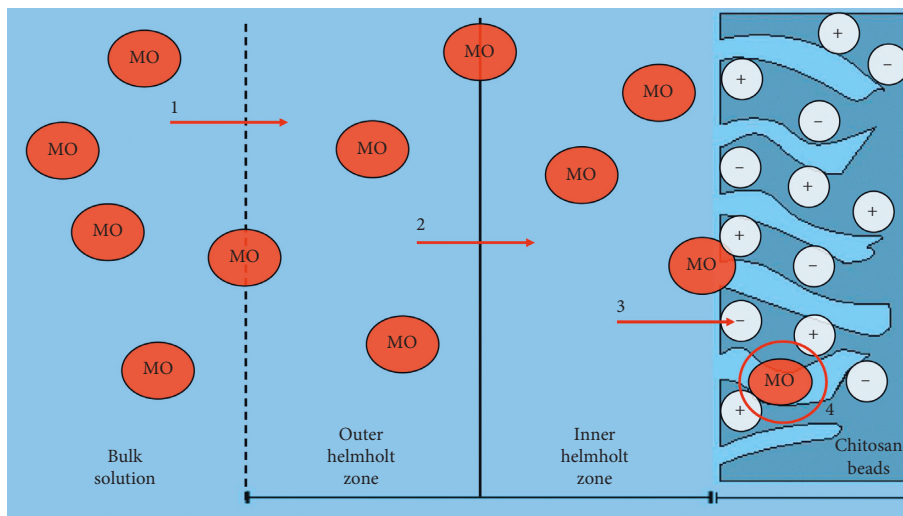 +
MO
MO
−
+
MO
1
−
MO
MO
−
MO
+
+
2
MO
+
MO
MO
−
3
−
+
MO
MO
MO
−
4
+
Bulk
solution
Outer
helmholt
zone
Inner
helmholt
zone
Chitosan
beads